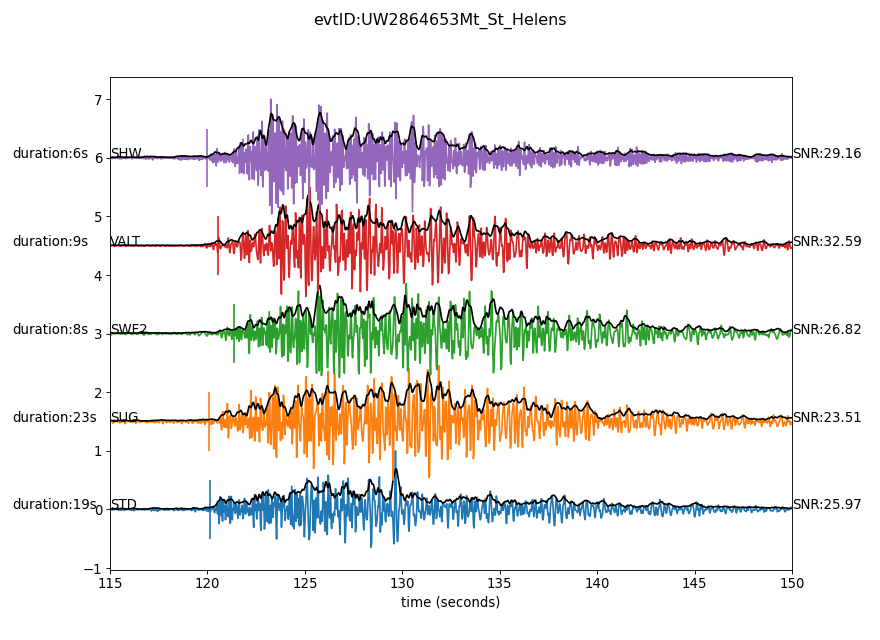 evtID:UW2864653Mt_St_Helens
7
duration:6s SHW 6 SNR:29.16
5
duration:9s VALT SNR:32.59
4
duration:8s SWF2 3 SNR:26.82
2
duration:23s SUG SNR:23.51
1
duration:19s STD 0 SNR:25.97
−1
115 120 125 130 135 140 145 150
time (seconds)